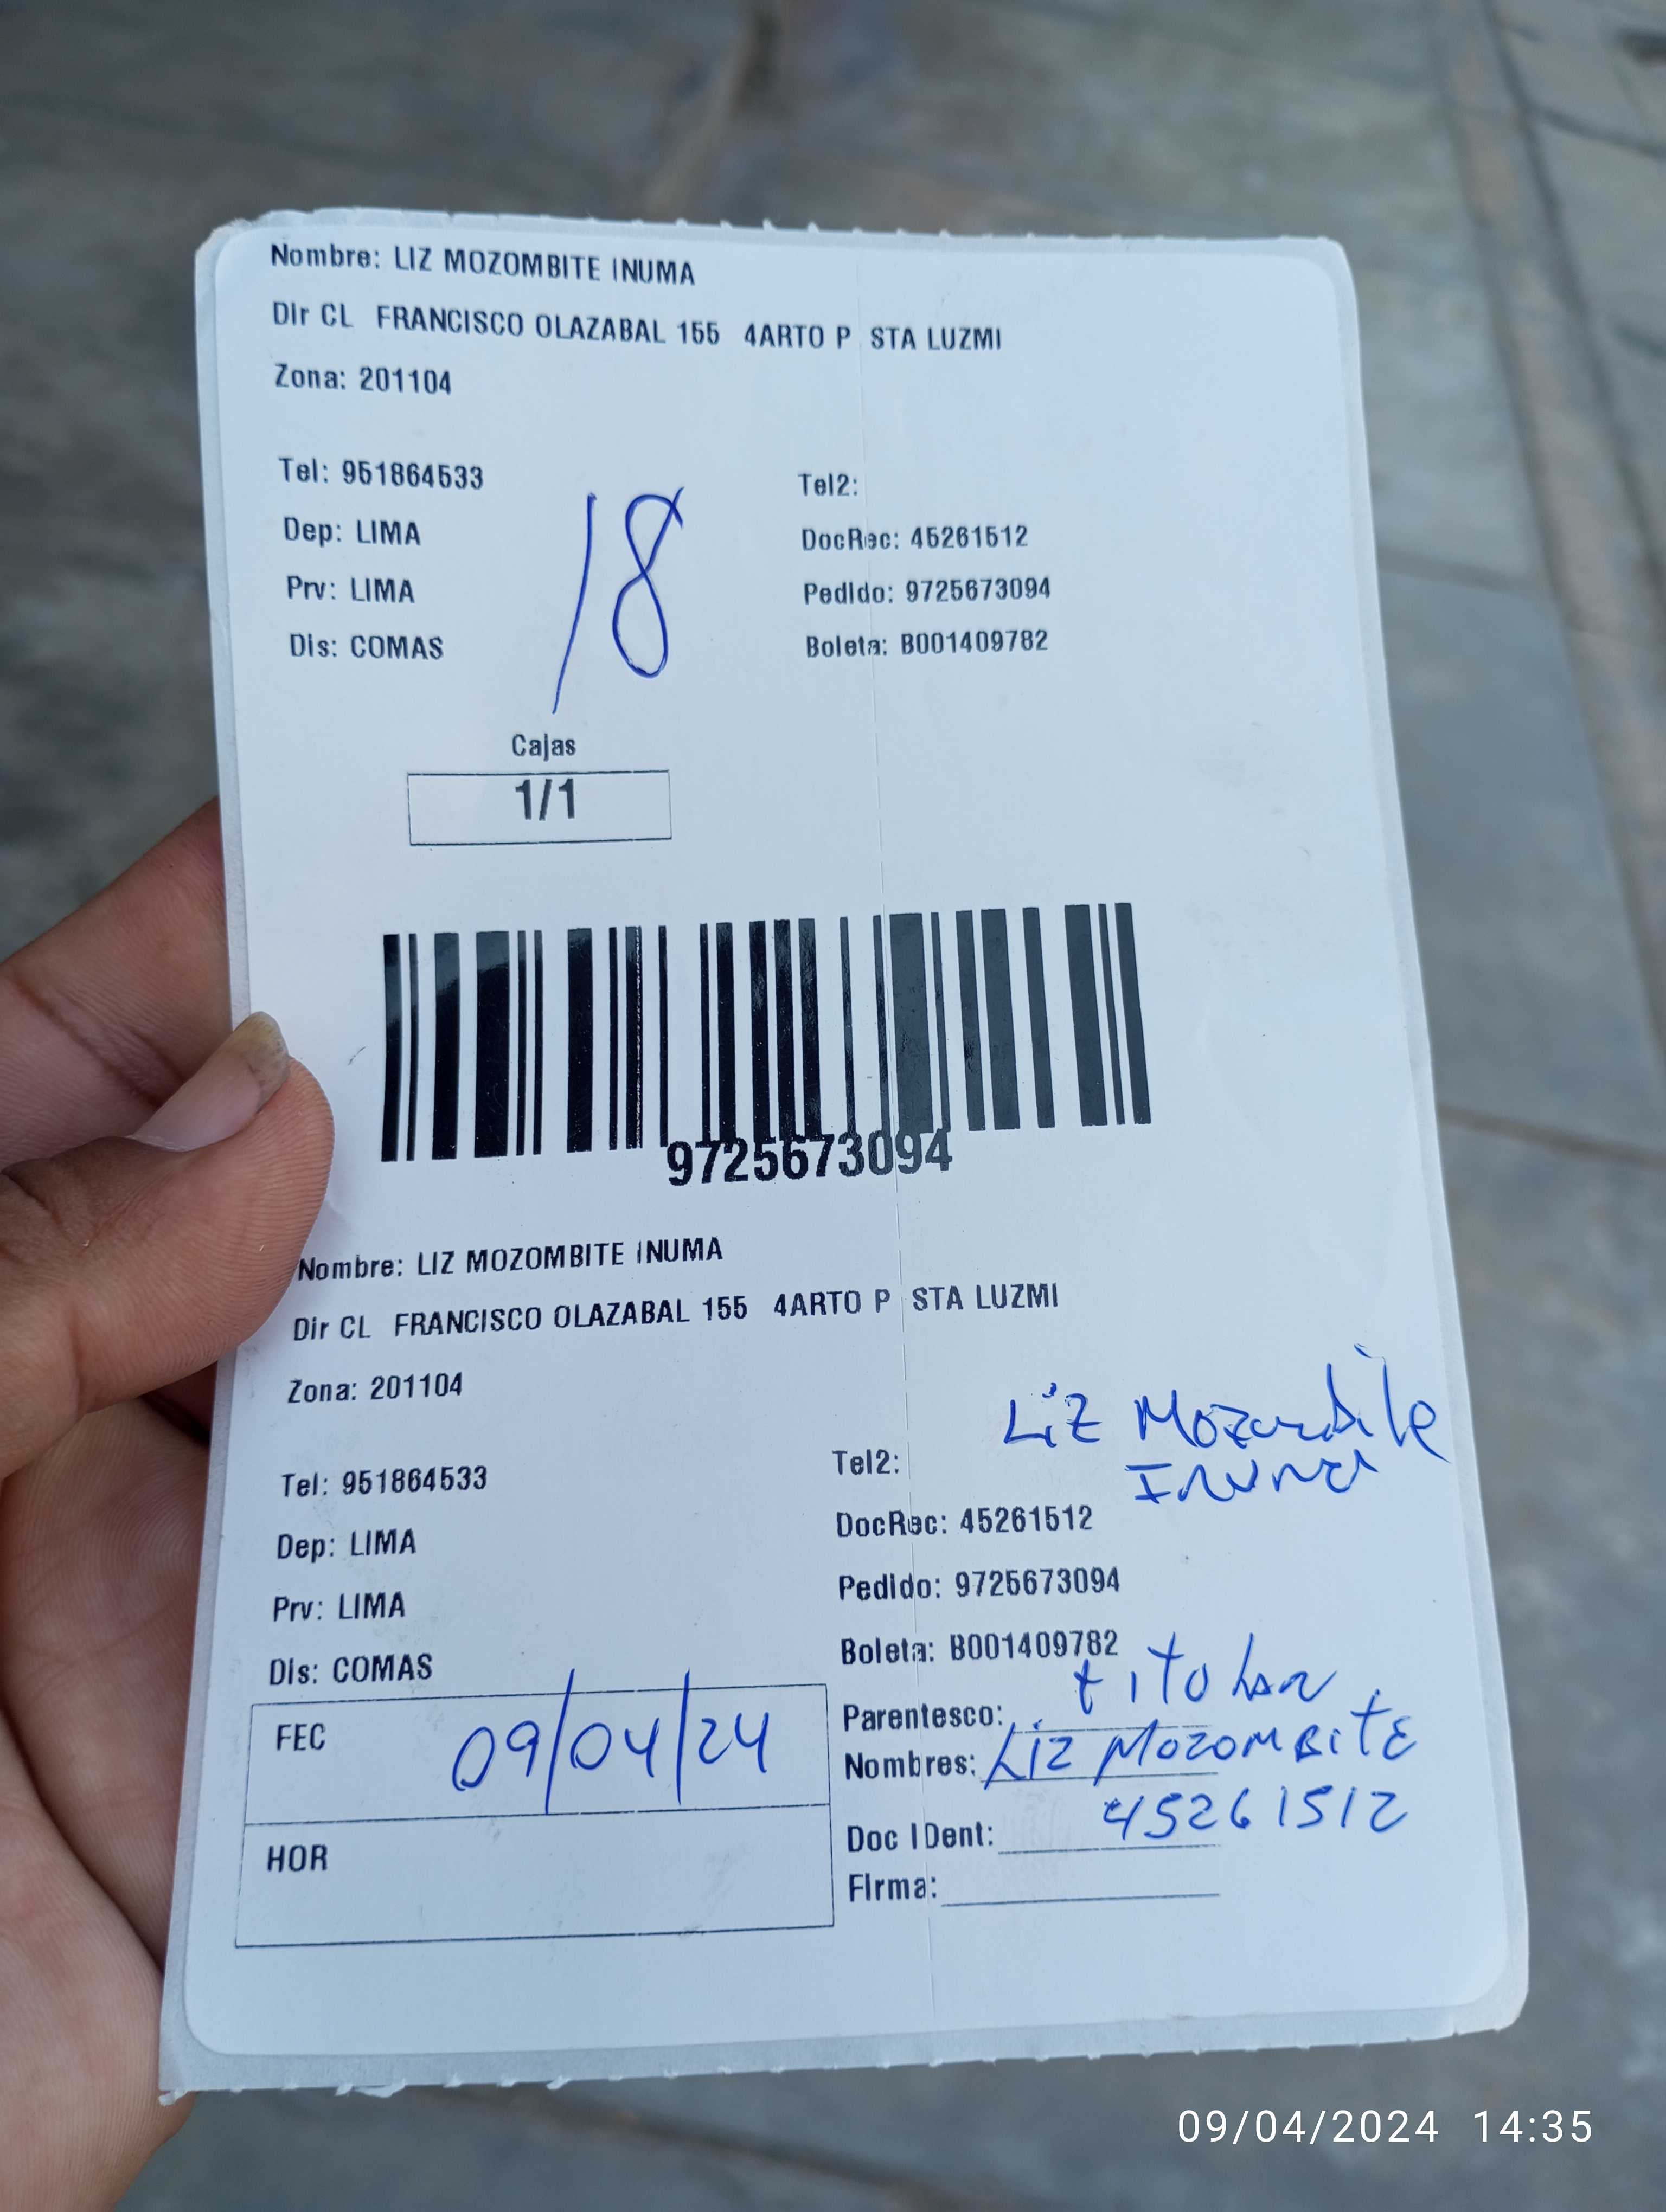 Nombre: LIZ MOZOMBITE INUMA
Dir CL FRANCISCO OLAZABAL 155 4ARTO P STA LUZMI
Zona: 201104
Tel: 951864533
Tel2:
Dep: LIMA
DocRec: 45261512
Prv: LIMA
Pedido: 9725673094
Dis: COMAS
Boleta: B001409782
18
Cajas
1/1
9725673094
Nombre: LIZ MOZOMBITE INUMA
Dir CL FRANCISCO OLAZABAL 155 4ARTO P STA LUZMI
Zona: 201104
Liz Mozombite
Inuma
Tel: 951864533
Tel2:
Dep: LIMA
DocRec: 45261512
Prv: LIMA
Pedido: 9725673094
Dis: COMAS
Boleta: B001409782
FEC 09/04/24
HOR
Parentesco: titular
Nombres: Liz Mozombite
Doc IDent: 45261512
Firma:
09/04/2024 14:35